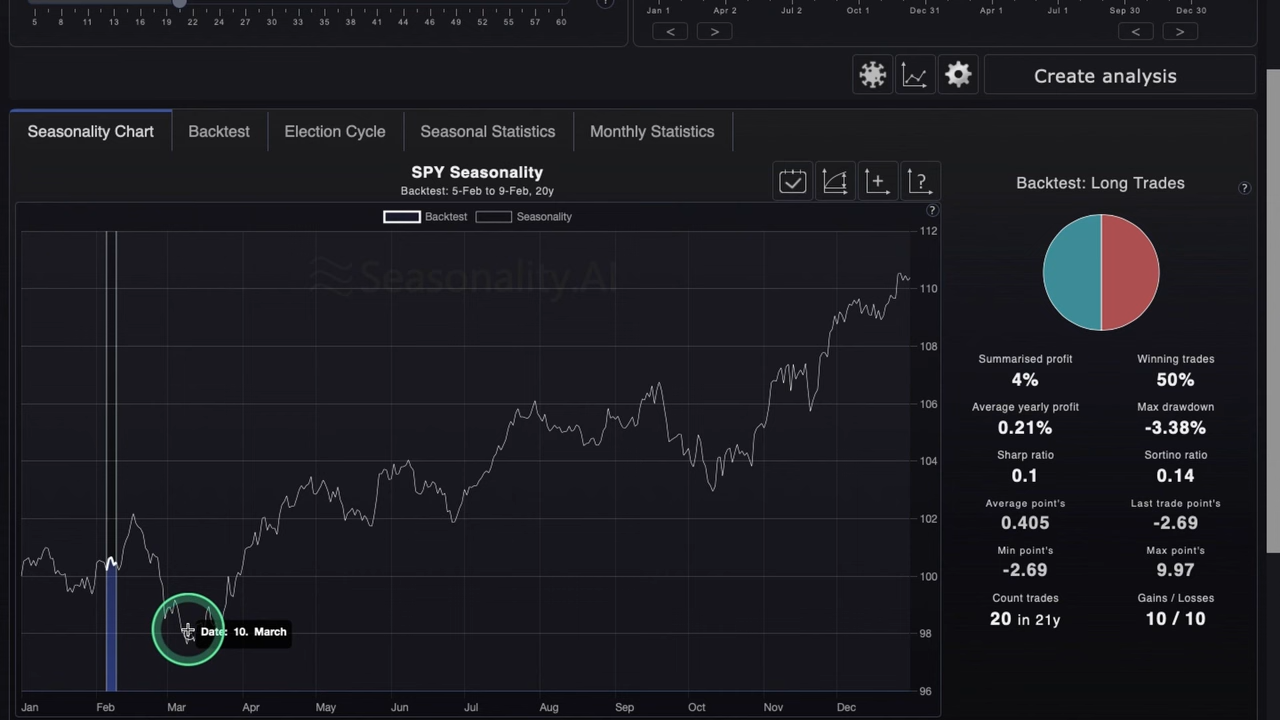 5 8 11 13 16 19 22 25 27 30 33 36 38 41 44 46 49 52 55 57 60
Jan 1 Apr 2 Jul 2 Oct 1 Dec 31 Apr 1 Jul 1 Sep 30 Dec 30
< > < >
Create analysis
Seasonality Chart Backtest Election Cycle Seasonal Statistics Monthly Statistics
SPY Seasonality
Backtest: 5-Feb to 9-Feb, 20y
?
Backtest: Long Trades ?
Backtest Seasonality ?
112
Seasonality.AI
110
108
106
104
102
100
98
96
Date: 10. March
Jan Feb Mar Apr May Jun Jul Aug Sep Oct Nov Dec
Summarised profit Winning trades
4% 50%
Average yearly profit Max drawdown
0.21% -3.38%
Sharp ratio Sortino ratio
0.1 0.14
Average point's Last trade point's
0.405 -2.69
Min point's Max point's
-2.69 9.97
Count trades Gains / Losses
20 in 21y 10 / 10